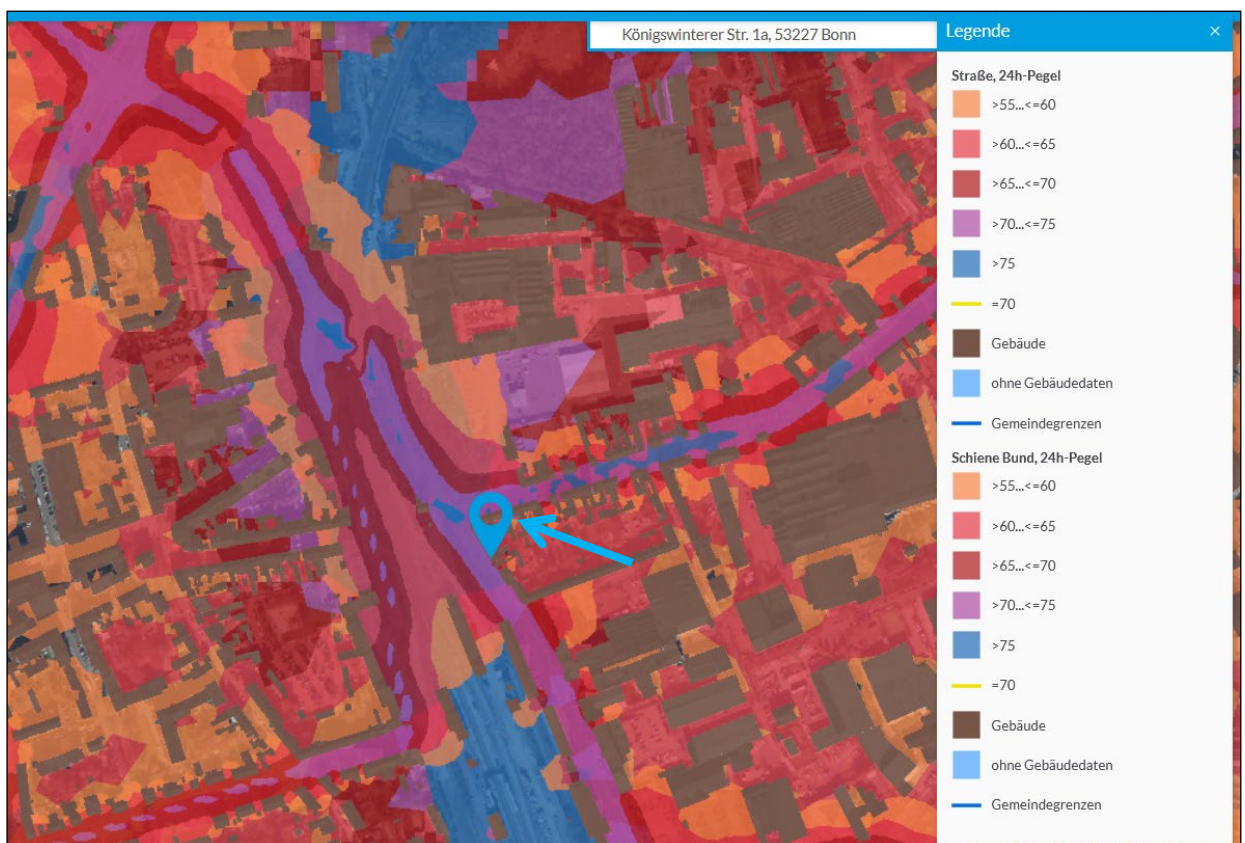 Königswinterer Str. 1a, 53227 Bonn
Legende ×
Straße, 24h-Pegel
>55...<=60
>60...<=65
>65...<=70
>70...<=75
>75
=70
Gebäude
ohne Gebäudedaten
Gemeindegrenzen
Schiene Bund, 24h-Pegel
>55...<=60
>60...<=65
>65...<=70
>70...<=75
>75
=70
Gebäude
ohne Gebäudedaten
Gemeindegrenzen